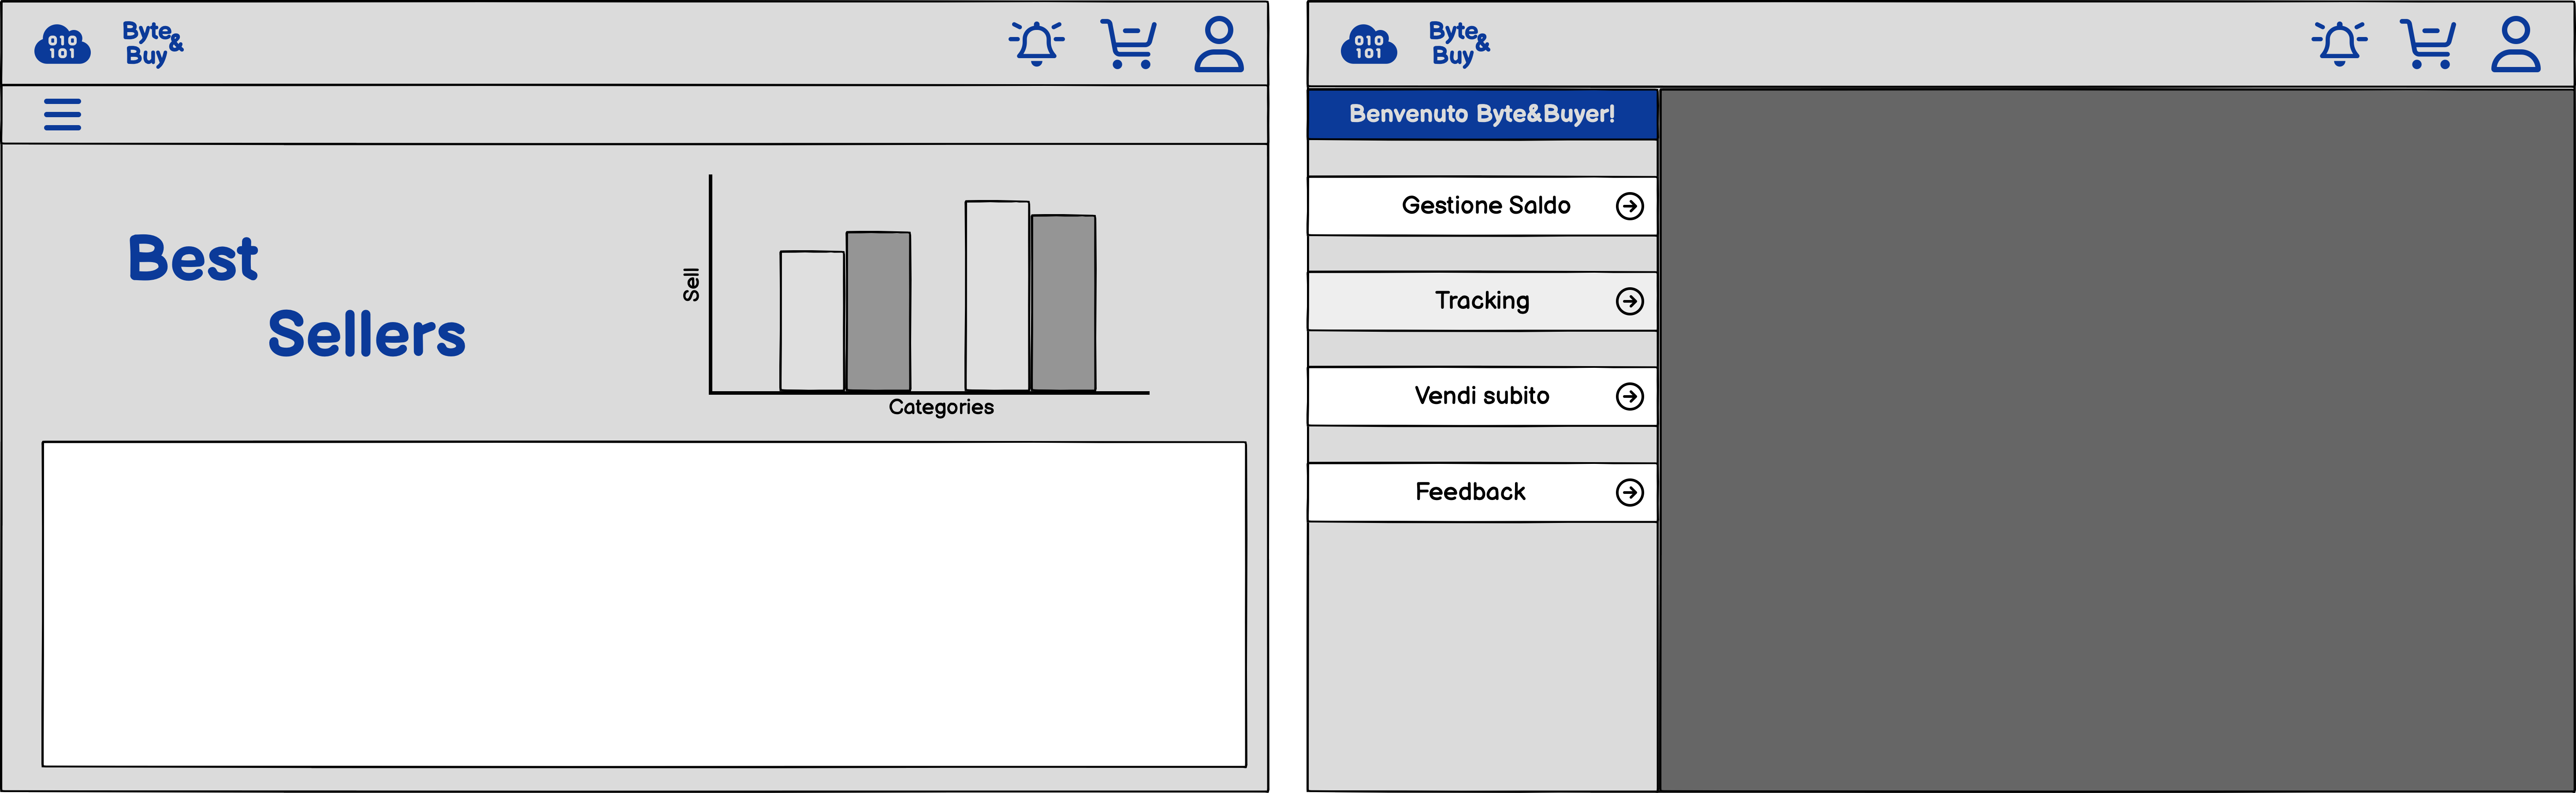 010
101
Byte
&
Buy
Best
Sellers
Sell
Categories
010
101
Byte
&
Buy
Benvenuto Byte&Buyer!
Gestione Saldo
Tracking
Vendi subito
Feedback